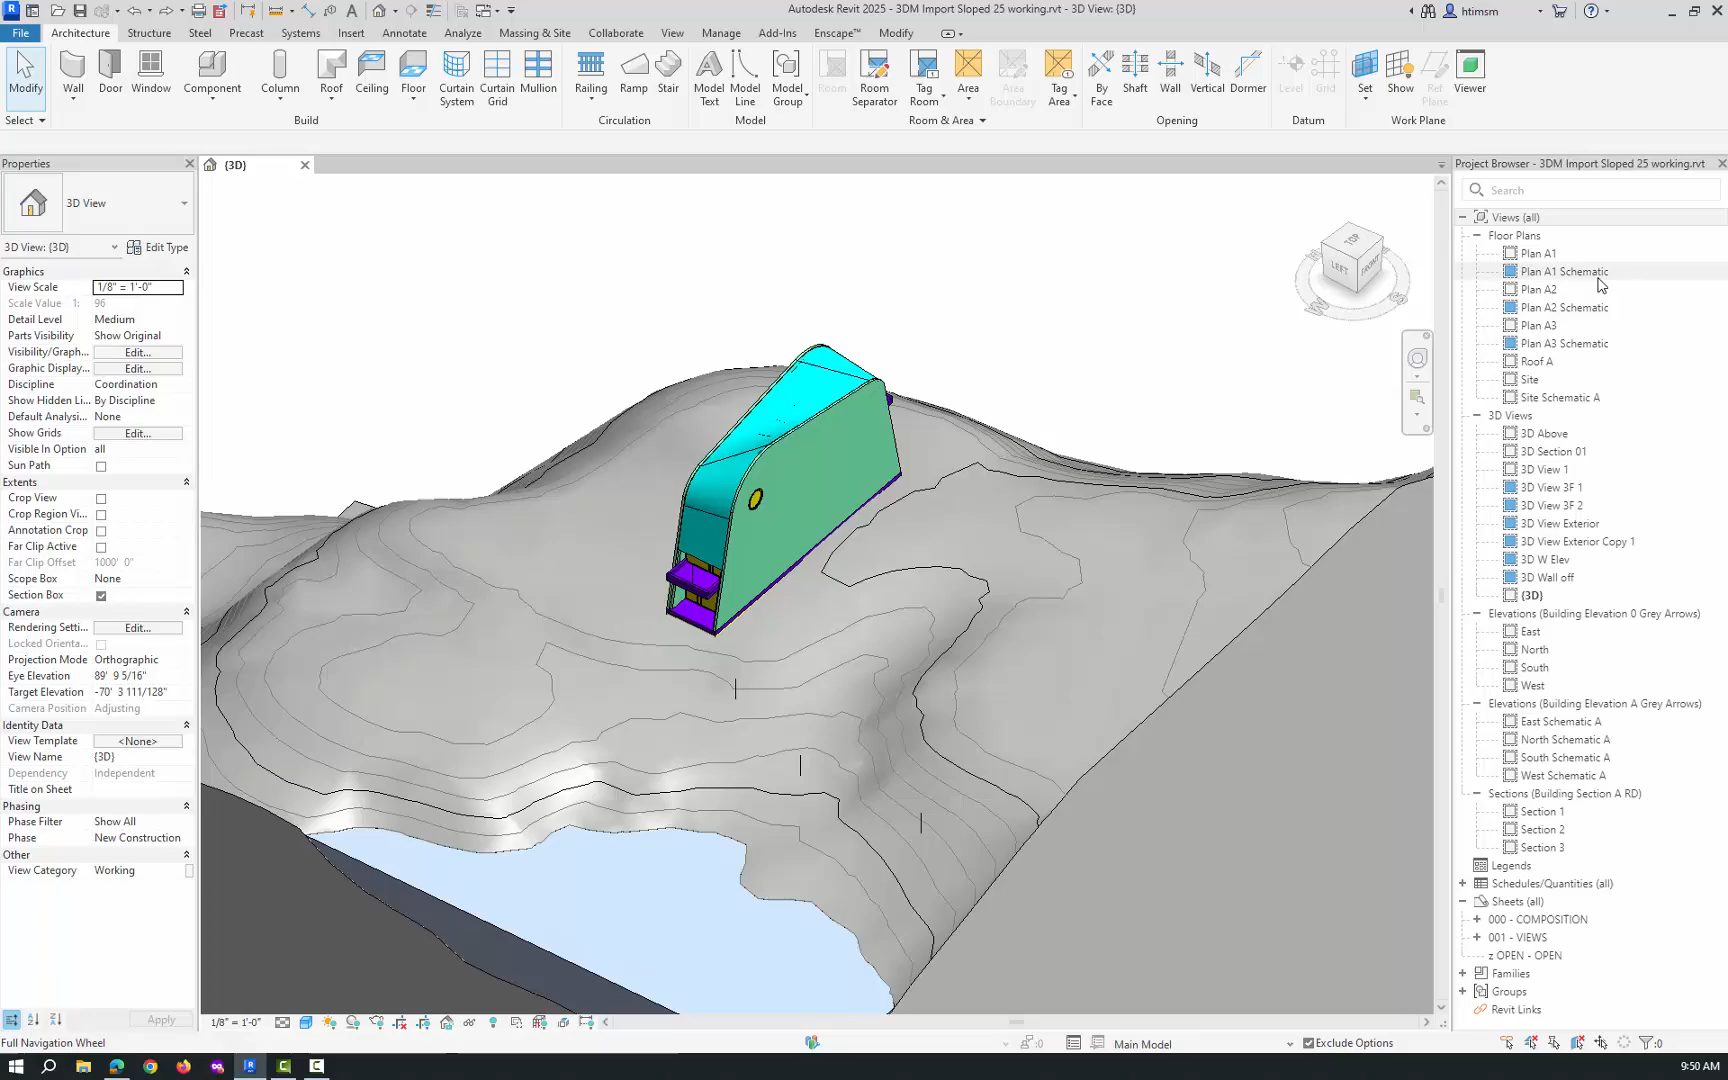 Autodesk Revit 2025 - 3DM Import Sloped 25 working.rvt - 3D View: {3D}
htimsm
File Architecture Structure Steel Precast Systems Insert Annotate Analyze Massing & Site Collaborate View Manage Add-Ins Enscape™ Modify
Modify Wall Door Window Component Column Roof Ceiling Floor Curtain System Curtain Grid Mullion Railing Ramp Stair Model Text Model Line Model Group Room Room Separator Tag Room Area Area Boundary Tag Area By Face Shaft Wall Vertical Dormer Level Grid Set Show Ref Plane Viewer
Select Build Circulation Model Room & Area Opening Datum Work Plane
Properties
3D View
3D View: {3D} Edit Type
Graphics
View Scale 1/8" = 1'-0"
Scale Value 1: 96
Detail Level Medium
Parts Visibility Show Original
Visibility/Graph... Edit...
Graphic Display... Edit...
Discipline Coordination
Show Hidden Li... By Discipline
Default Analysi... None
Show Grids Edit...
Visible In Option all
Sun Path
Extents
Crop View
Crop Region Vi...
Annotation Crop
Far Clip Active
Far Clip Offset 1000' 0"
Scope Box None
Section Box
Camera
Rendering Setti... Edit...
Locked Orienta...
Projection Mode Orthographic
Eye Elevation 89' 9 5/16"
Target Elevation -70' 3 111/128"
Camera Position Adjusting
Identity Data
View Template <None>
View Name {3D}
Dependency Independent
Title on Sheet
Phasing
Phase Filter Show All
Phase New Construction
Other
View Category Working
Apply
{3D}
TOP
LEFT FRONT
W S
Project Browser - 3DM Import Sloped 25 working.rvt
Search
Views (all)
Floor Plans
Plan A1
Plan A1 Schematic
Plan A2
Plan A2 Schematic
Plan A3
Plan A3 Schematic
Roof A
Site
Site Schematic A
3D Views
3D Above
3D Section 01
3D View 1
3D View 3F 1
3D View 3F 2
3D View Exterior
3D View Exterior Copy 1
3D W Elev
3D Wall off
{3D}
Elevations (Building Elevation 0 Grey Arrows)
East
North
South
West
Elevations (Building Elevation A Grey Arrows)
East Schematic A
North Schematic A
South Schematic A
West Schematic A
Sections (Building Section A RD)
Section 1
Section 2
Section 3
Legends
Schedules/Quantities (all)
Sheets (all)
000 - COMPOSITION
001 - VIEWS
z OPEN - OPEN
Families
Groups
Revit Links
1/8" = 1'-0"
Full Navigation Wheel
:0
Main Model
Exclude Options
:0
9:50 AM